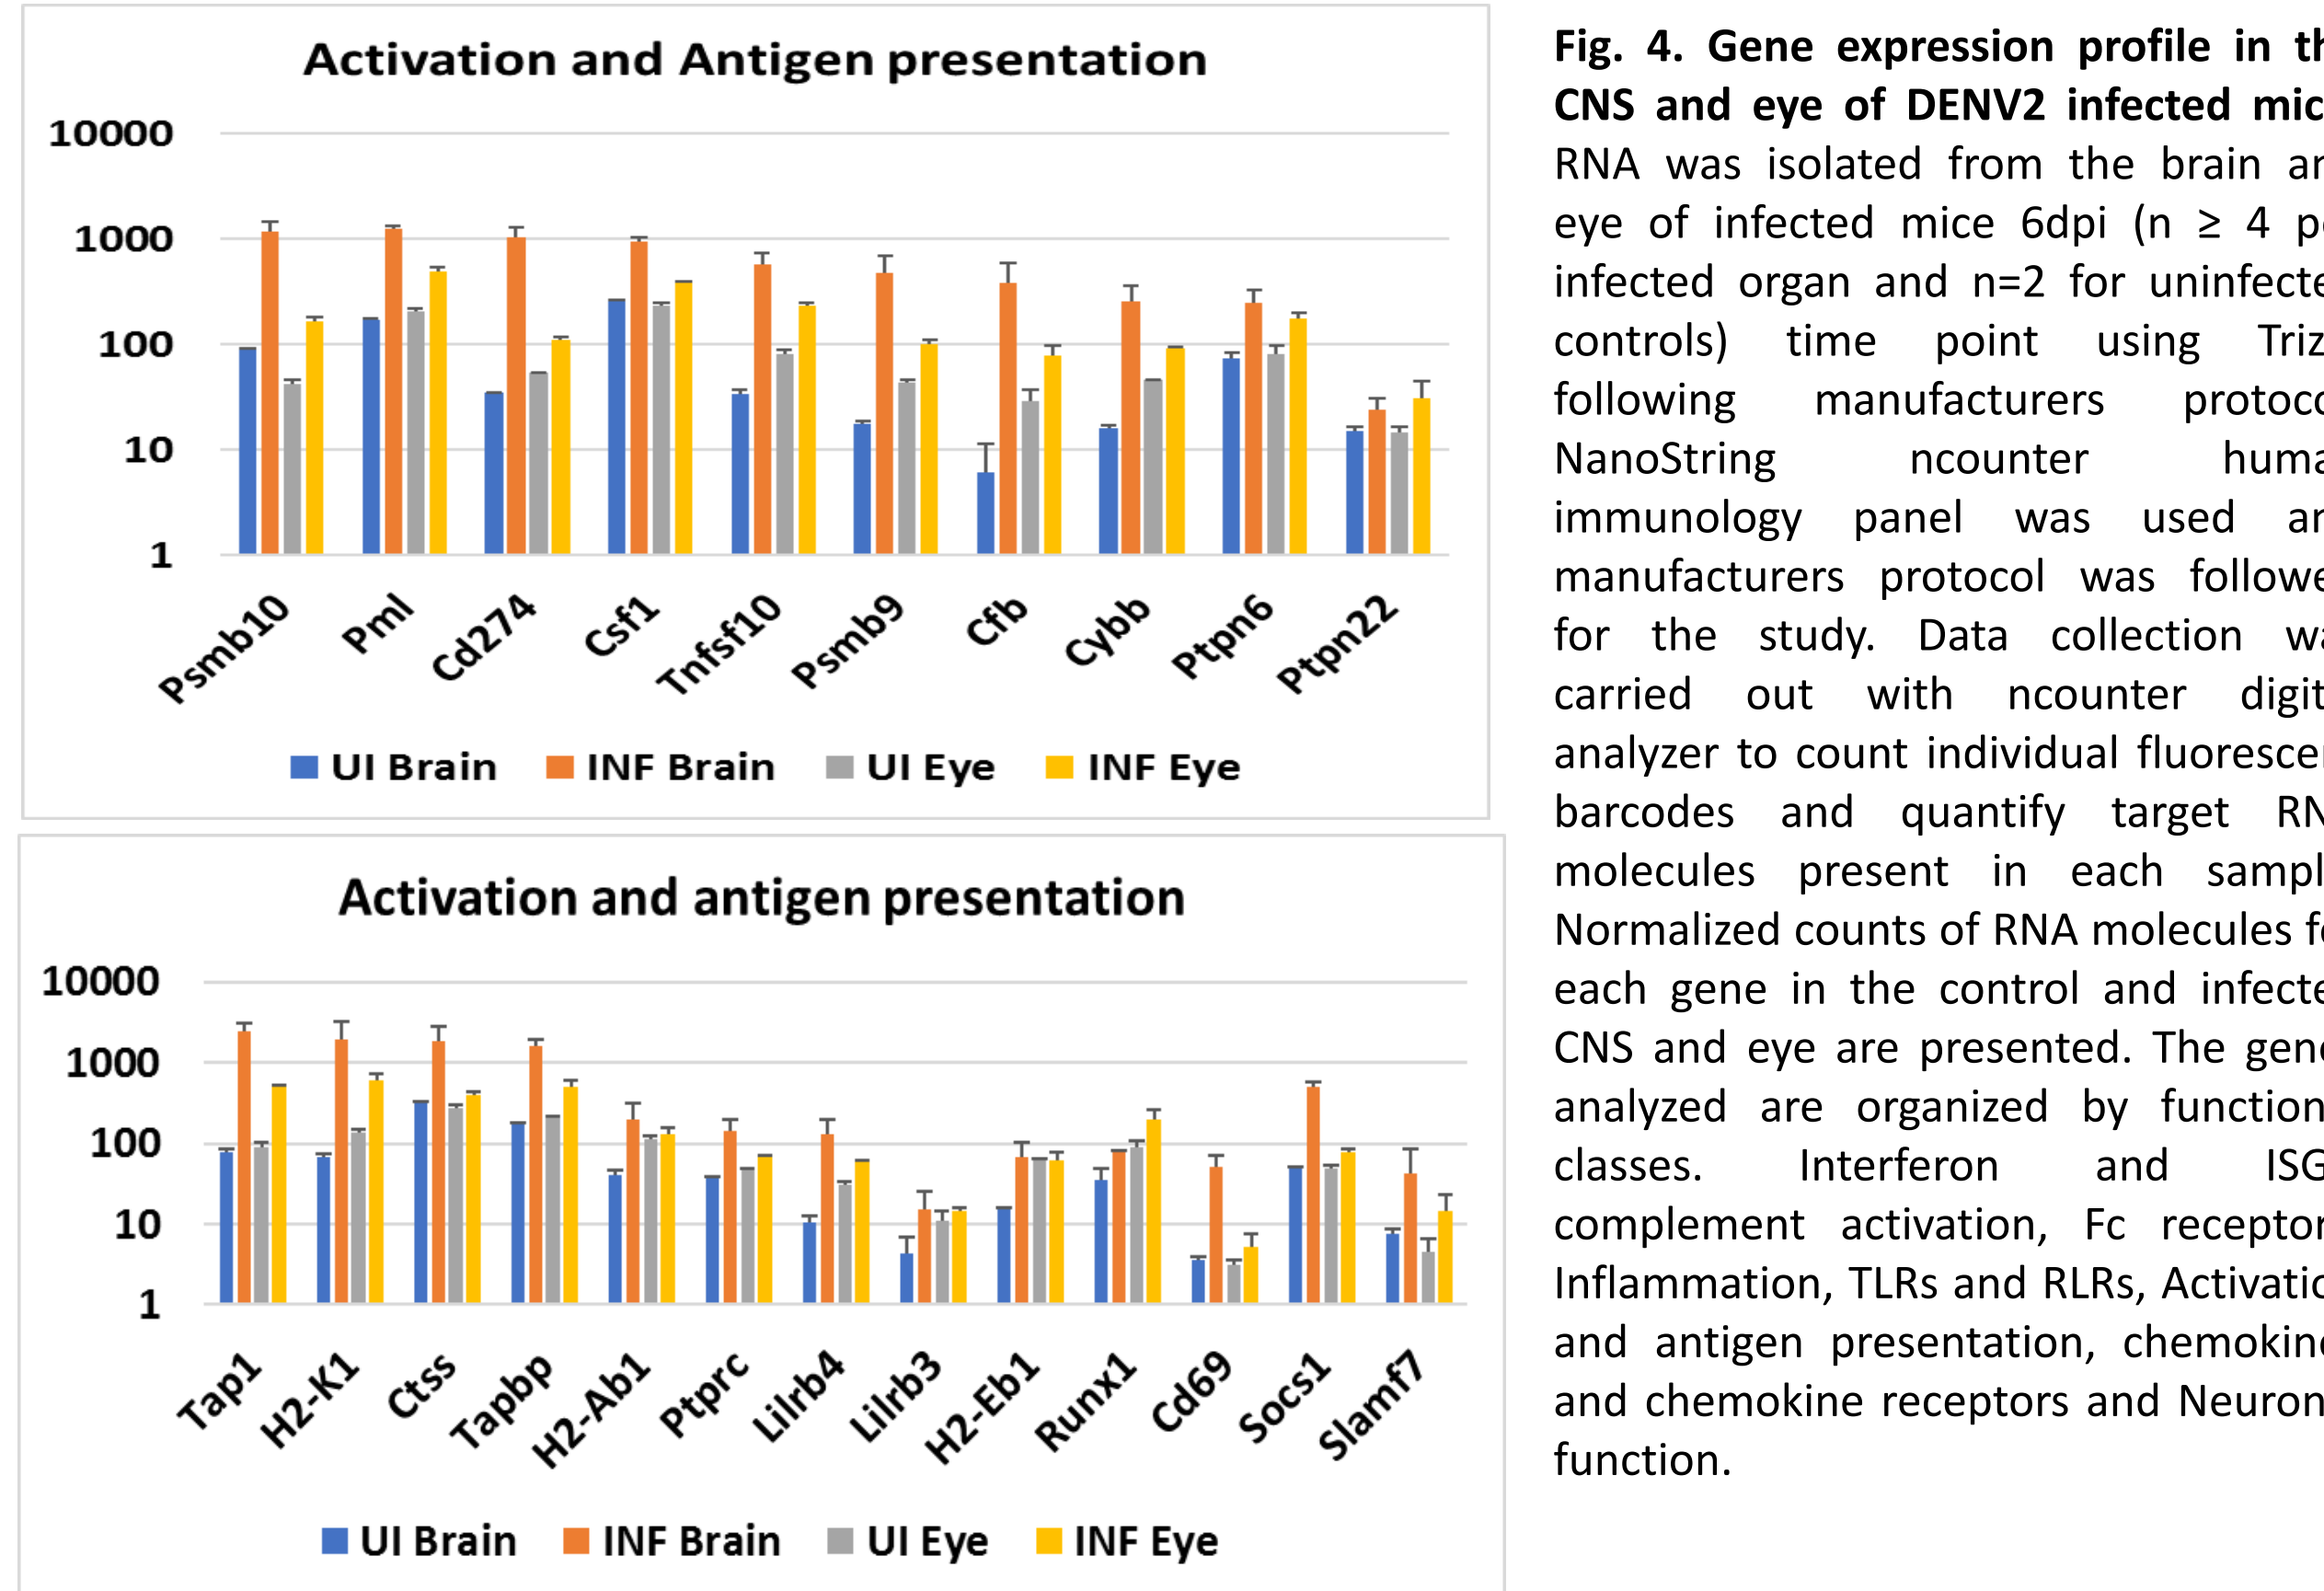 Activation and Antigen presentation
10000
1000
100
10
1
Psmb10 Pml Cd274 Csf1 Tnfsf10 Psmb9 Cfb Cybb Ptpn6 Ptpn22
UI Brain INF Brain UI Eye INF Eye
Activation and antigen presentation
10000
1000
100
10
1
Tap1 H2-K1 Ctss Tapbp H2-Ab1 Ptprc Lilrb4 Lilrb3 H2-Eb1 Runx1 Cd69 Socs1 Slamf7
UI Brain INF Brain UI Eye INF Eye
Fig. 4. Gene expression profile in th
CNS and eye of DENV2 infected mic
RNA was isolated from the brain an
eye of infected mice 6dpi (n ≥ 4 pe
infected organ and n=2 for uninfecte
controls) time point using Triz
following manufacturers protoco
NanoString ncounter huma
immunology panel was used an
manufacturers protocol was followe
for the study. Data collection wa
carried out with ncounter digit
analyzer to count individual fluorescen
barcodes and quantify target RN
molecules present in each sampl
Normalized counts of RNA molecules fo
each gene in the control and infecte
CNS and eye are presented. The gene
analyzed are organized by function
classes. Interferon and ISG
complement activation, Fc receptor
Inflammation, TLRs and RLRs, Activatio
and antigen presentation, chemokine
and chemokine receptors and Neuron
function.